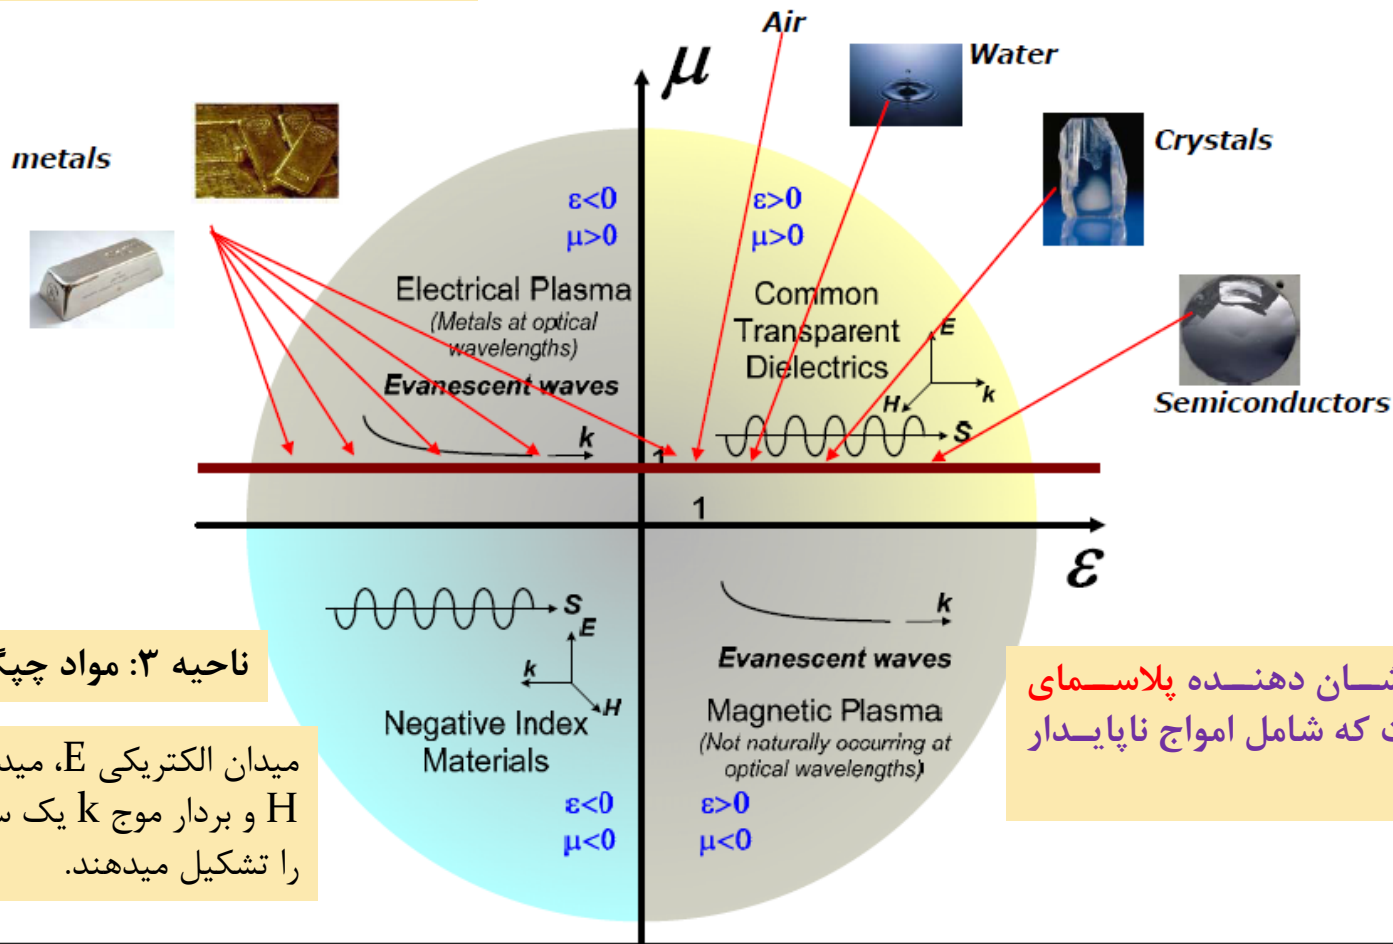 Air
Water
Crystals
Semiconductors
metals
μ
ε
ε<0
μ>0
Electrical Plasma
(Metals at optical
wavelengths)
Evanescent waves
k
ε>0
μ>0
Common
Transparent
Dielectrics
E
k
H
S
1
1
S
E
k
H
Negative Index
Materials
ε<0
μ<0
k
Evanescent waves
Magnetic Plasma
(Not naturally occurring at
optical wavelengths)
ε>0
μ<0
ناحیه ۳: مواد
میدان الکتریکی E،
H و بردار موج k یک
را تشکیل میدهند.
دهنده پلاسمای
که شامل امواج ناپایدار